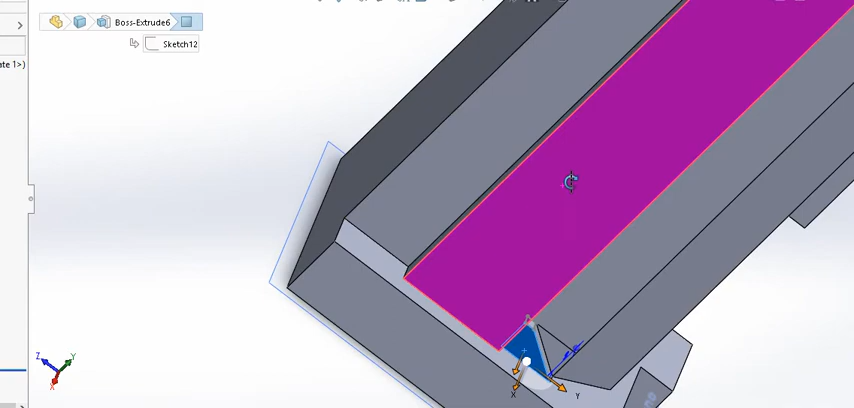 Boss-Extrude6
Sketch12
ate 1>)
Z
Y
X
X
Y